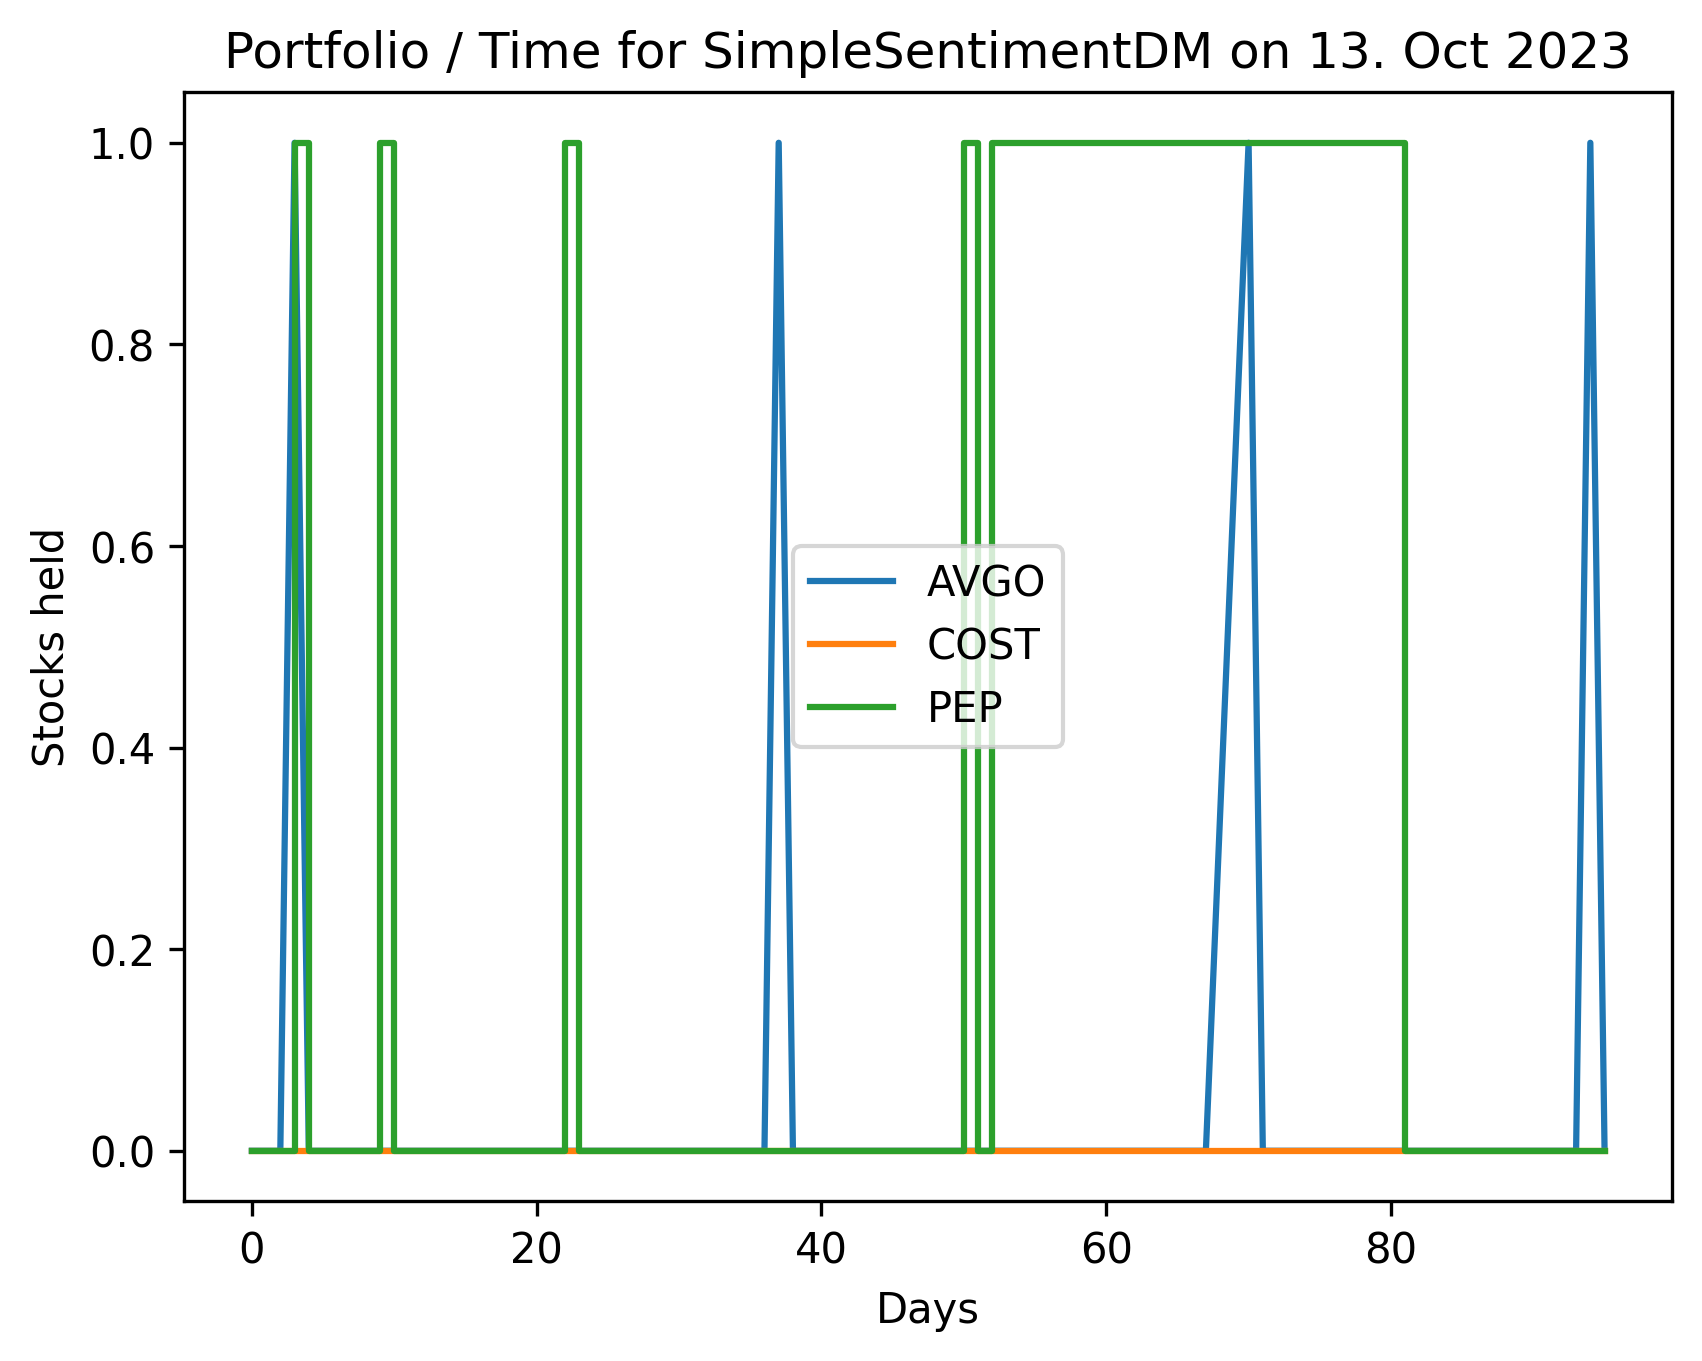 Portfolio / Time for SimpleSentimentDM on 13. Oct 2023
1.0
0.8
0.6
0.4
0.2
0.0
Stocks held
AVGO
COST
PEP
0 20 40 60 80
Days